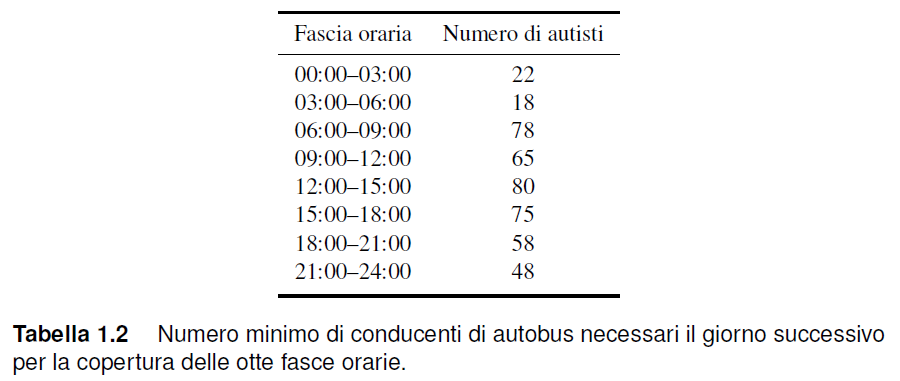 Fascia oraria Numero di autisti
00:00–03:00 22
03:00–06:00 18
06:00–09:00 78
09:00–12:00 65
12:00–15:00 80
15:00–18:00 75
18:00–21:00 58
21:00–24:00 48
Tabella 1.2 Numero minimo di conducenti di autobus necessari il giorno successivo
per la copertura delle otte fasce orarie.